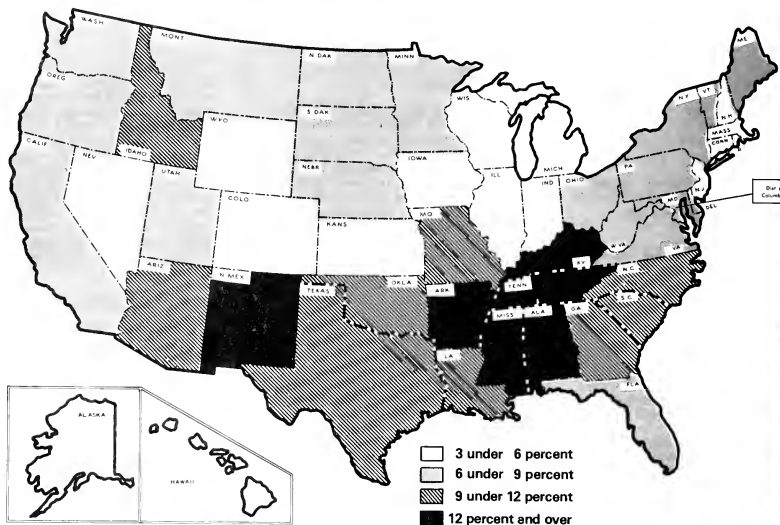 WASH
MONT
N DAK
MINN
ME
OREG
WIS
N.Y.
VT
N.H.
S DAK
WYO
MASS
CONN
CALIF
NEV
IDAHO
IOWA
MICH
PA
NEBR
UTAH
ILL
IND
OHIO
N.J.
COLO
MD
DEL
Dist
Colum
KANS
MO
W.VA
VA
KY
ARIZ
N MEX
OKLA
TENN
N.C.
TEXAS
ARK
S.C.
MISS
ALA
GA
LA
FLA
ALASKA
HAWAII
3 under 6 percent
6 under 9 percent
9 under 12 percent
12 percent and over